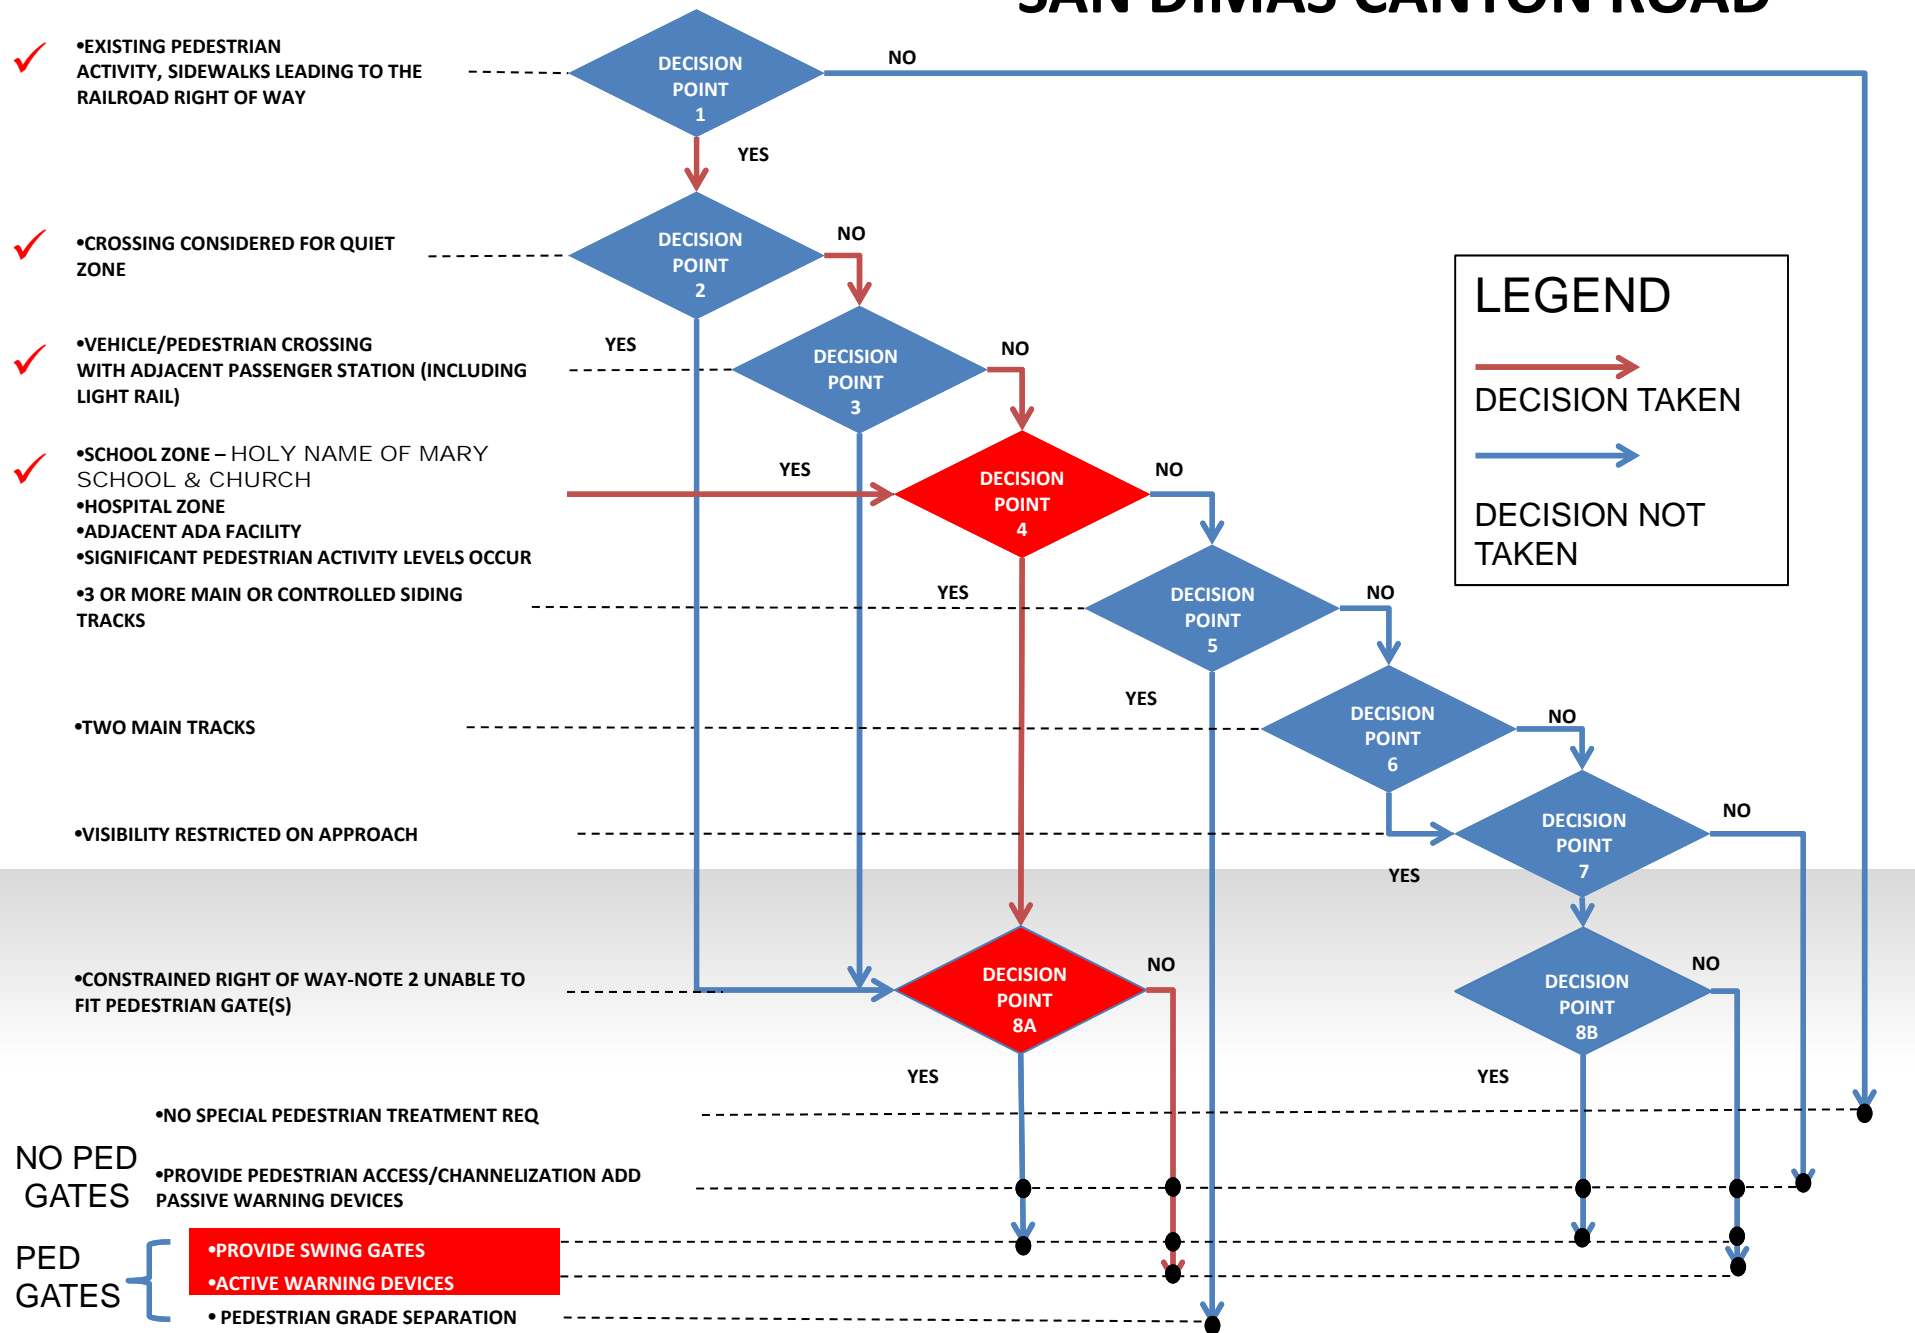 SAN DIMAS CANYON ROAD
•EXISTING PEDESTRIAN
ACTIVITY, SIDEWALKS LEADING TO THE
RAILROAD RIGHT OF WAY
DECISION
POINT
1
NO
YES
•CROSSING CONSIDERED FOR QUIET
ZONE
DECISION
POINT
2
NO
•VEHICLE/PEDESTRIAN CROSSING
WITH ADJACENT PASSENGER STATION (INCLUDING
LIGHT RAIL)
YES
DECISION
POINT
3
NO
LEGEND
DECISION TAKEN
DECISION NOT
TAKEN
•SCHOOL ZONE – HOLY NAME OF MARY
SCHOOL & CHURCH
•HOSPITAL ZONE
•ADJACENT ADA FACILITY
•SIGNIFICANT PEDESTRIAN ACTIVITY LEVELS OCCUR
YES
DECISION
POINT
4
NO
•3 OR MORE MAIN OR CONTROLLED SIDING
TRACKS
YES
DECISION
POINT
5
NO
•TWO MAIN TRACKS
YES
DECISION
POINT
6
NO
•VISIBILITY RESTRICTED ON APPROACH
YES
DECISION
POINT
7
NO
•CONSTRAINED RIGHT OF WAY-NOTE 2 UNABLE TO
FIT PEDESTRIAN GATE(S)
DECISION
POINT
8A
NO
YES
DECISION
POINT
8B
NO
YES
•NO SPECIAL PEDESTRIAN TREATMENT REQ
NO PED
GATES
•PROVIDE PEDESTRIAN ACCESS/CHANNELIZATION ADD
PASSIVE WARNING DEVICES
PED
GATES
•PROVIDE SWING GATES
•ACTIVE WARNING DEVICES
• PEDESTRIAN GRADE SEPARATION